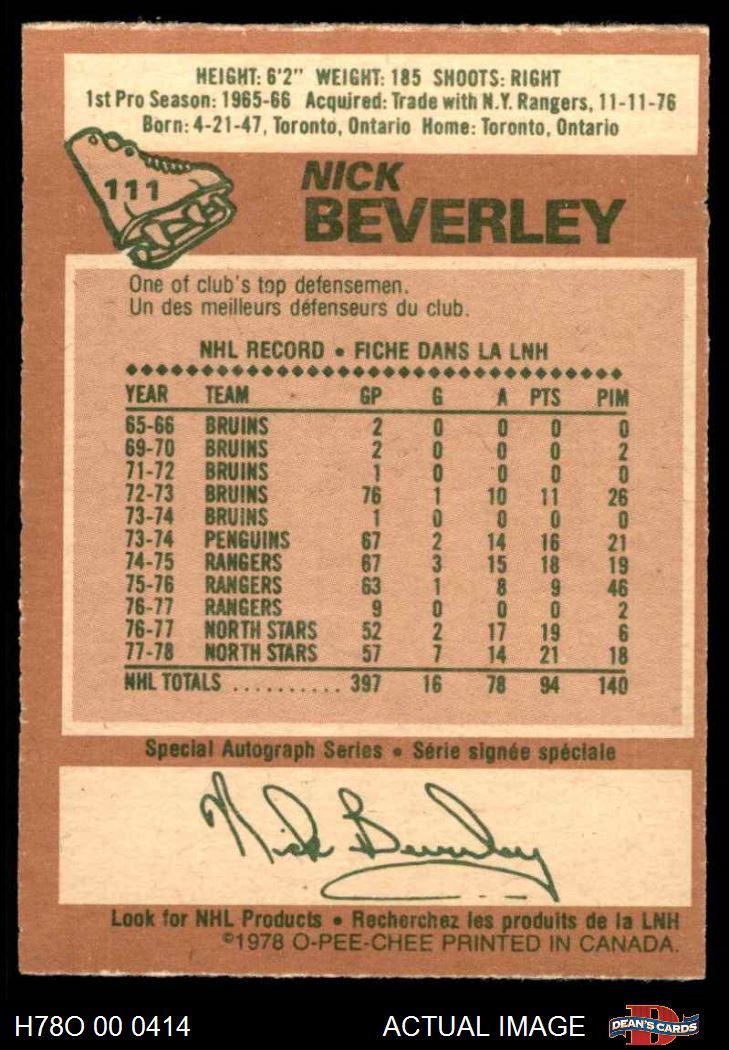 HEIGHT: 6'2" WEIGHT: 185 SHOOTS: RIGHT
1st Pro Season: 1965-66 Acquired: Trade with N.Y. Rangers, 11-11-76
Born: 4-21-47, Toronto, Ontario Home: Toronto, Ontario
111
NICK
BEVERLEY
One of club's top defensemen.
Un des meilleurs défenseurs du club.
NHL RECORD • FICHE DANS LA LNH
YEAR TEAM GP G A PTS PIM
65-66 BRUINS 2 0 0 0 0
69-70 BRUINS 2 0 0 0 2
71-72 BRUINS 1 0 0 0 0
72-73 BRUINS 76 1 10 11 26
73-74 BRUINS 1 0 0 0 0
73-74 PENGUINS 67 2 14 16 21
74-75 RANGERS 67 3 15 18 19
75-76 RANGERS 63 1 8 9 46
76-77 RANGERS 9 0 0 0 2
76-77 NORTH STARS 52 2 17 19 6
77-78 NORTH STARS 57 7 14 21 18
NHL TOTALS .......... 397 16 78 94 140
Special Autograph Series • Série signée spéciale
Nick Beverley
Look for NHL Products • Recherchez les produits de la LNH
©1978 O-PEE-CHEE PRINTED IN CANADA.
H78O 00 0414 ACTUAL IMAGE D DEAN'S CARDS